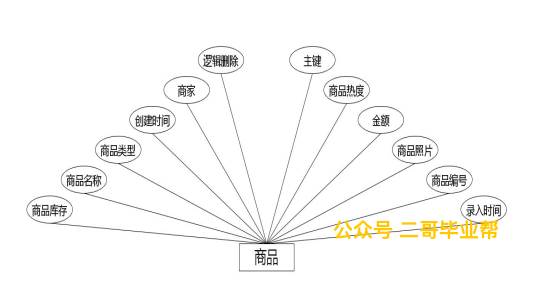 逻辑删除
主键
商家
商品热度
创建时间
金额
商品类型
商品照片
商品名称
商品编号
商品库存
录入时间
公众号 二哥毕业帮
商品